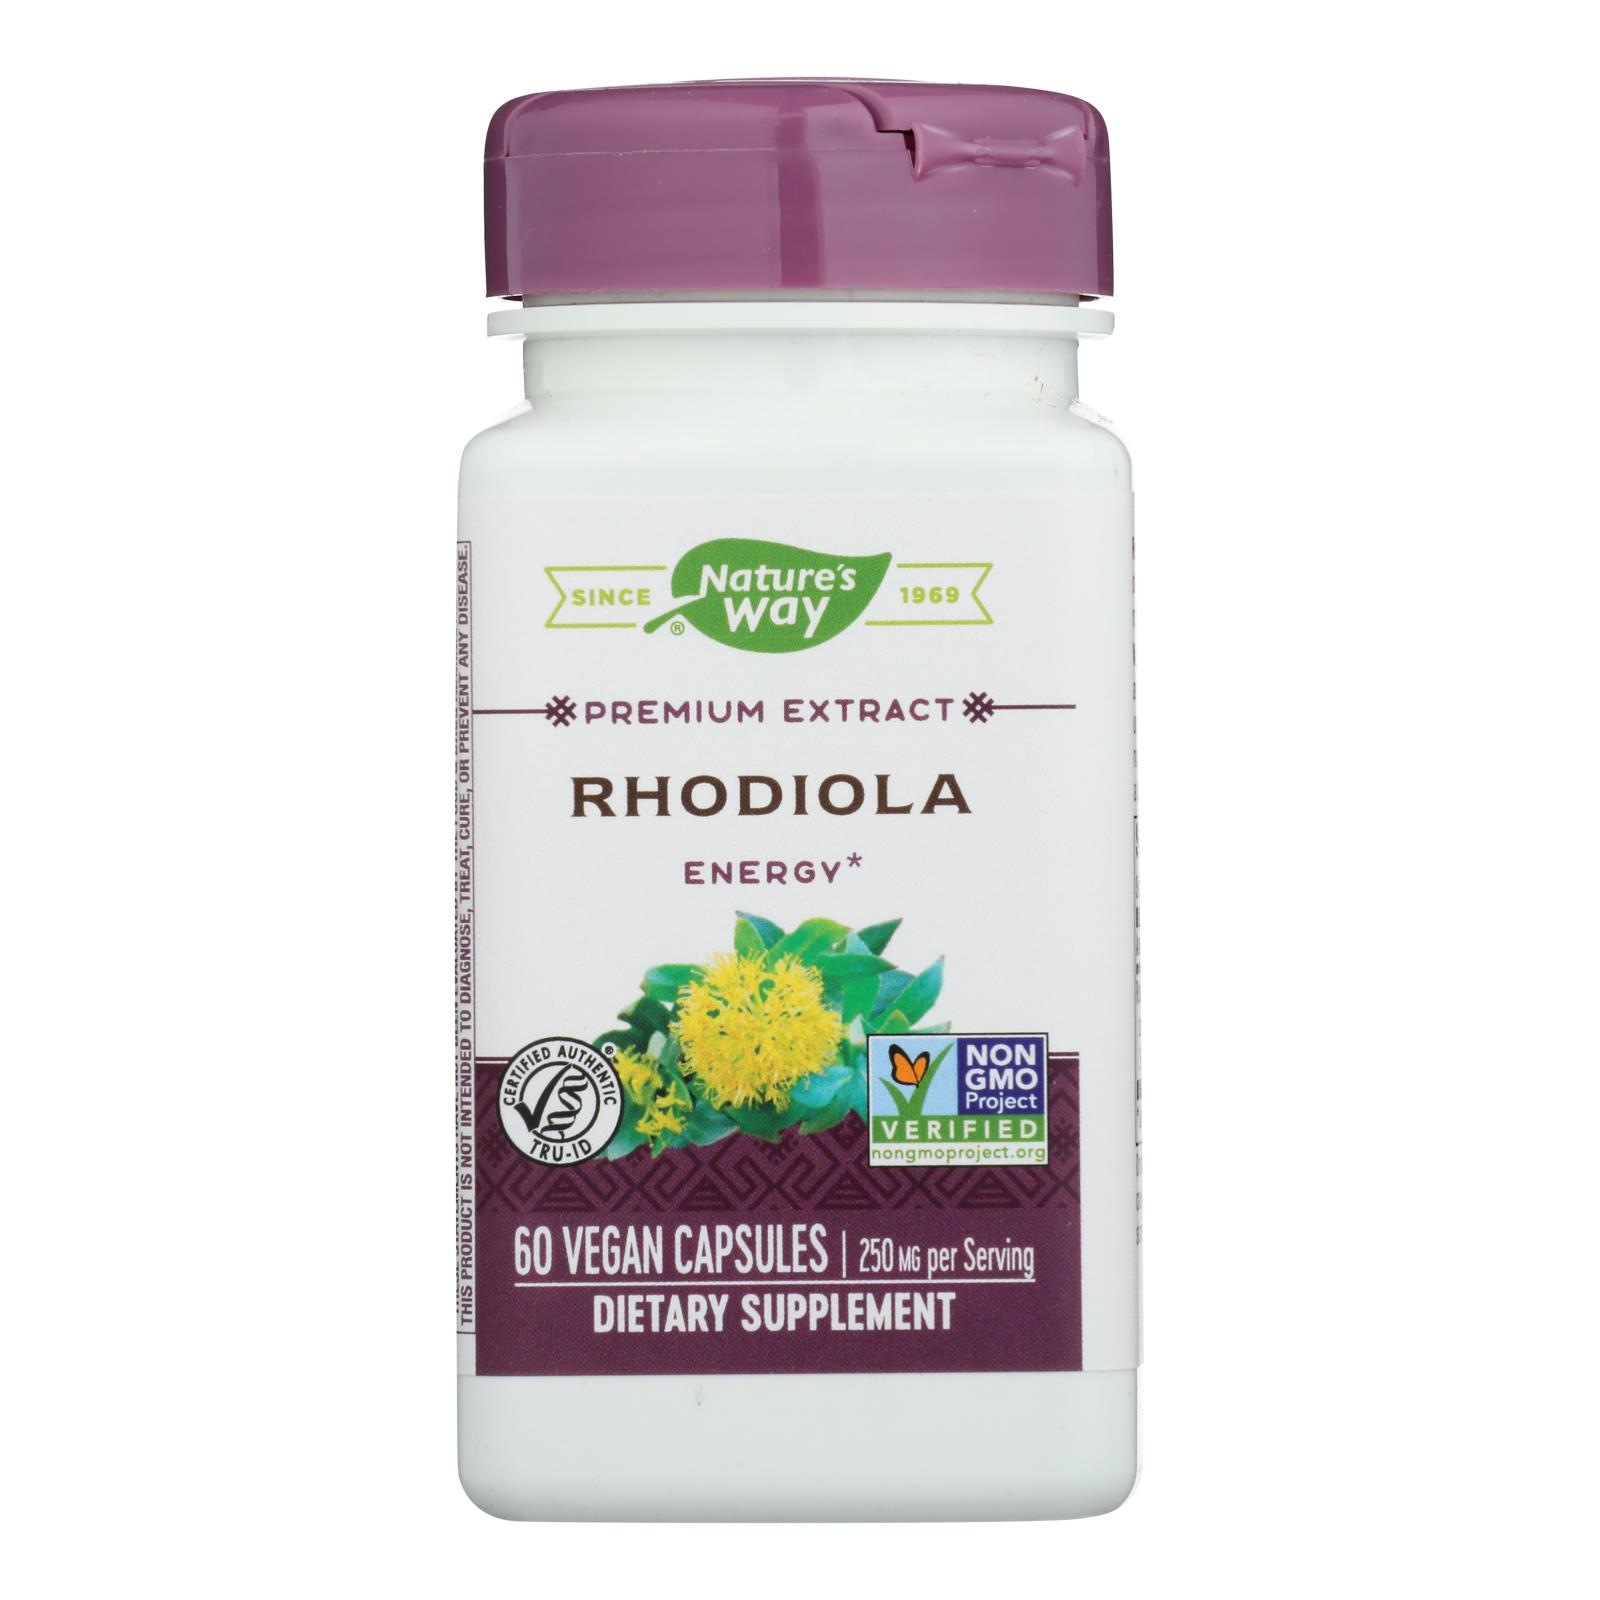 SINCE
Nature's
Way
®
1969
PREMIUM EXTRACT
RHODIOLA
ENERGY*
CERTIFIED AUTHENTIC ®
TRU-ID
NON
GMO
Project
VERIFIED
nongmoproject.org
60 VEGAN CAPSULES | 250 MG per Serving
DIETARY SUPPLEMENT
THIS PRODUCT IS NOT INTENDED TO DIAGNOSE, TREAT, CURE, OR PREVENT ANY DISEASE.